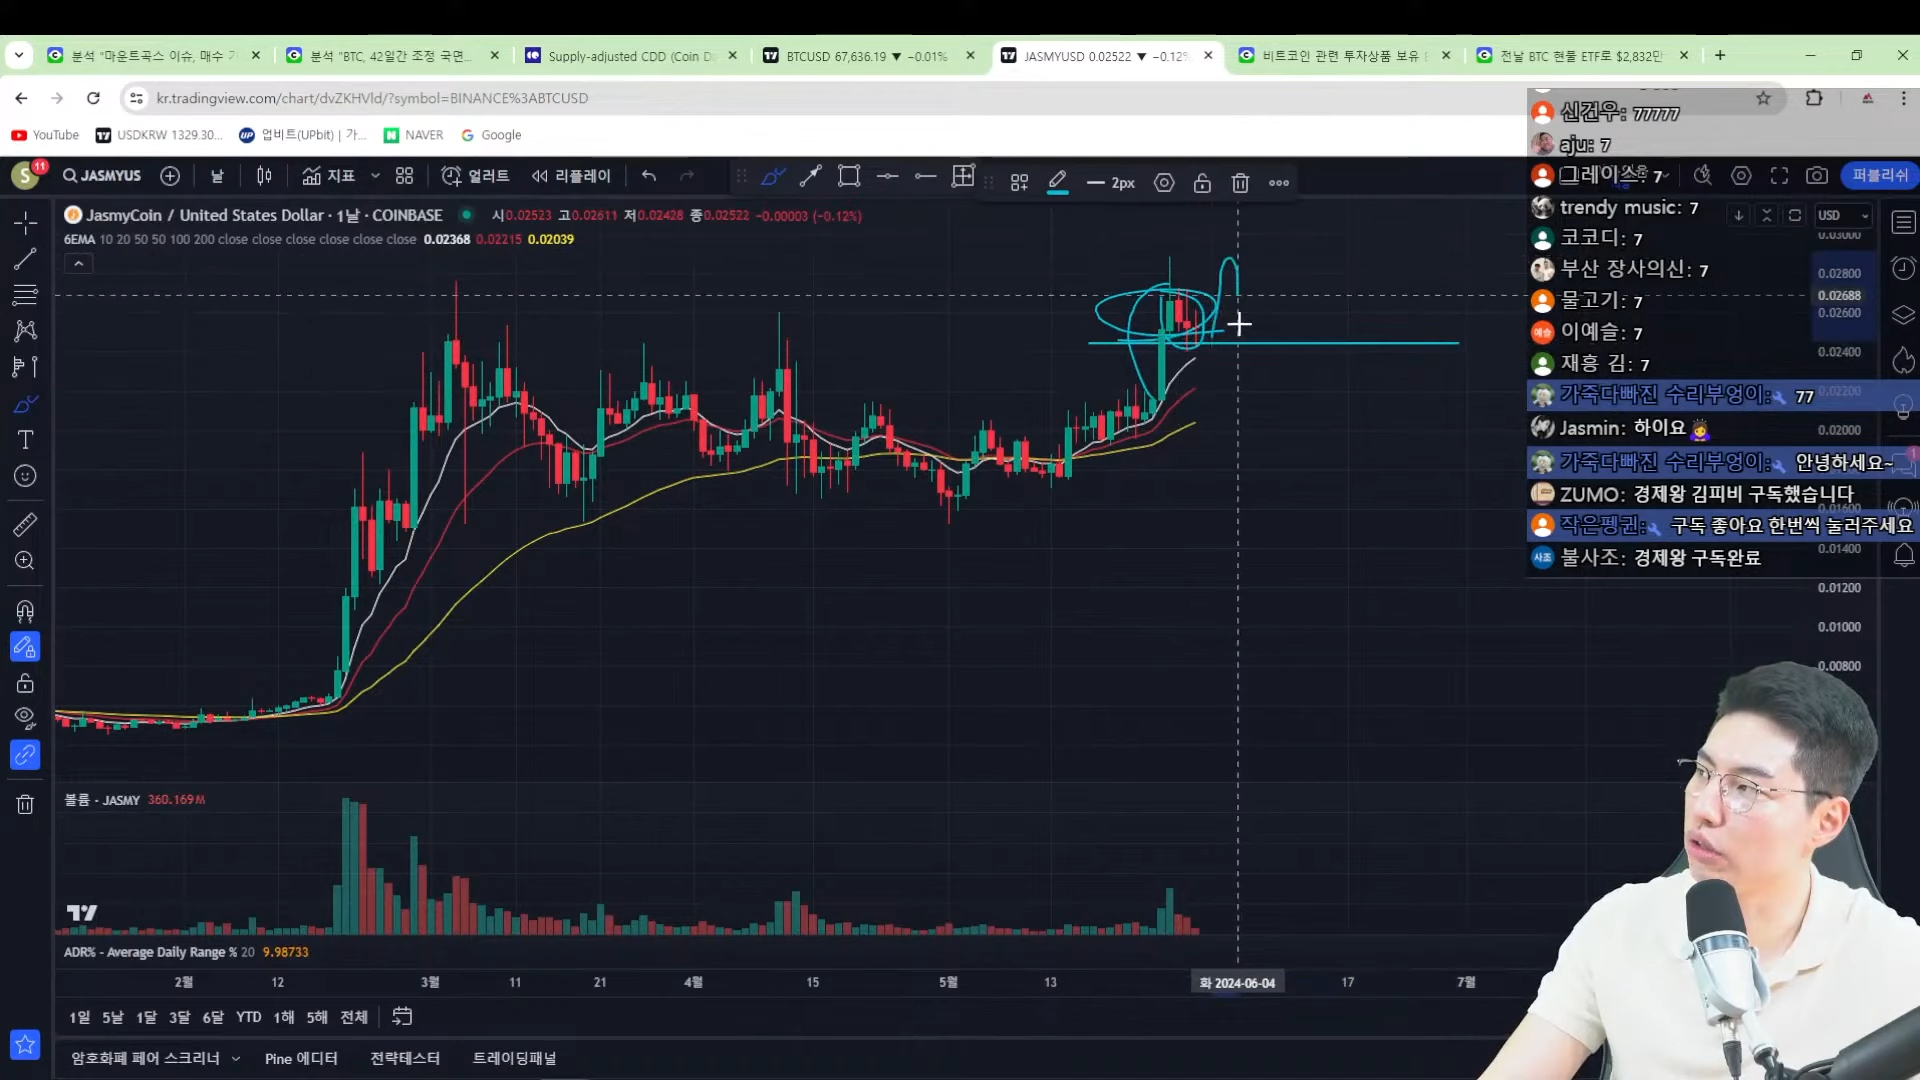 분석 "마운트곡스 이슈, 매수 기
분석 "BTC, 42일간 조정 국면...
Supply-adjusted CDD (Coin D
BTCUSD 67,636.19 ▼ −0.01%
JASMYUSD 0.02522 ▼ −0.12%
비트코인 관련 투자상품 보유
전날 BTC 현물 ETF로 $2,832만
kr.tradingview.com/chart/dvZKHVld/?symbol=BINANCE%3ABTCUSD
YouTube
USDKRW 1329.30...
업비트(UPbit) | 가...
NAVER
Google
S
11
JASMYUS
날
지표
얼러트
리플레이
2px
퍼블리쉬
JasmyCoin / United States Dollar · 1날 · COINBASE
시0.02523 고0.02611 저0.02428 종0.02522 −0.00003 (−0.12%)
USD
6EMA 10 20 50 50 100 200 close close close close close close 0.02368 0.02215 0.02039
신건우: 77777
aju: 7
그레이쓰: 7
trendy music: 7
코코디: 7
부산 장사의신: 7
물고기: 7
예슬
이예슬: 7
재흥 김: 7
가죽다빠진 수리부엉이: 77
Jasmin: 하이요
가죽다빠진 수리부엉이: 안녕하세요~
ZUMO: 경제왕 김피비 구독했습니다
작은펭귄: 구독 좋아요 한번씩 눌러주세요
사조
불사조: 경제왕 구독완료
0.03000
0.02800
0.02688
0.02600
0.02400
0.02200
0.02000
0.01600
0.01400
0.01200
0.01000
0.00800
볼륨 · JASMY 360.169M
ADR% - Average Daily Range % 20 9.98733
2월 12 3월 11 21 4월 15 5월 13 화 2024-06-04 17 7월
1일 5날 1달 3달 6달 YTD 1해 5해 전체
암호화폐 페어 스크리너 Pine 에디터 전략테스터 트레이딩패널